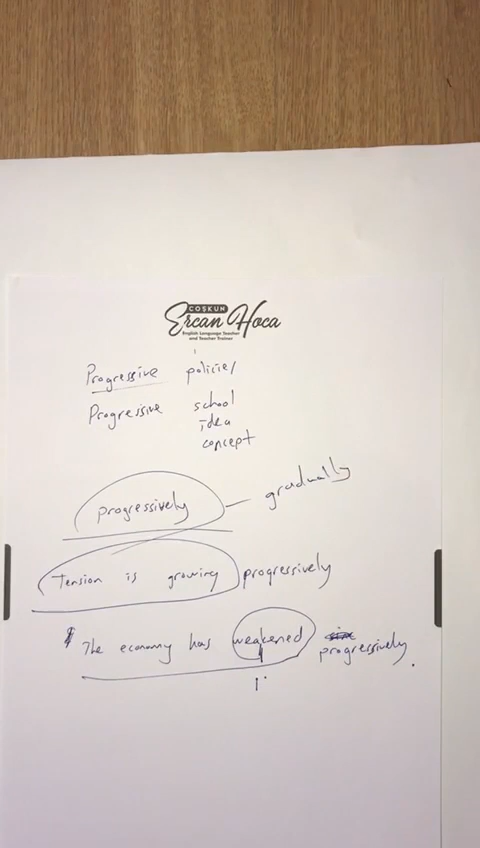 COSKUN
Ercan Hoca
English Language Teacher
and Teacher Trainer
Progressive policies
Progressive school
idea
concept
progressively — gradually
Tension is growing progressively
The economy has weakened progressively.